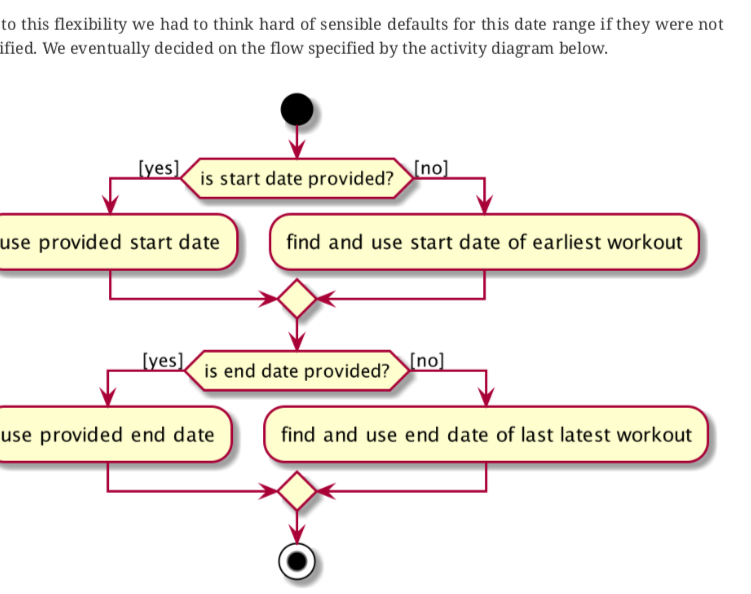 to this flexibility we had to think hard of sensible defaults for this date range if they were not
ified. We eventually decided on the flow specified by the activity diagram below.
is start date provided?
[yes]
[no]
use provided start date
find and use start date of earliest workout
is end date provided?
[yes]
[no]
use provided end date
find and use end date of last latest workout